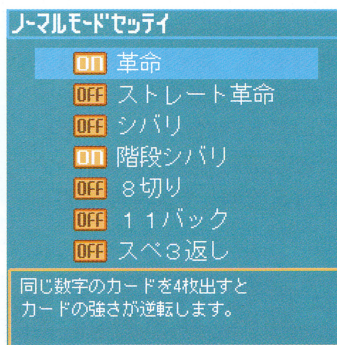 ノーマルモードセッテイ
on 革命
OFF ストレート革命
OFF シバリ
on 階段シバリ
OFF 8切り
OFF 11バック
OFF スペ3返し
同じ数字のカードを4枚出すと
カードの強さが逆転します。